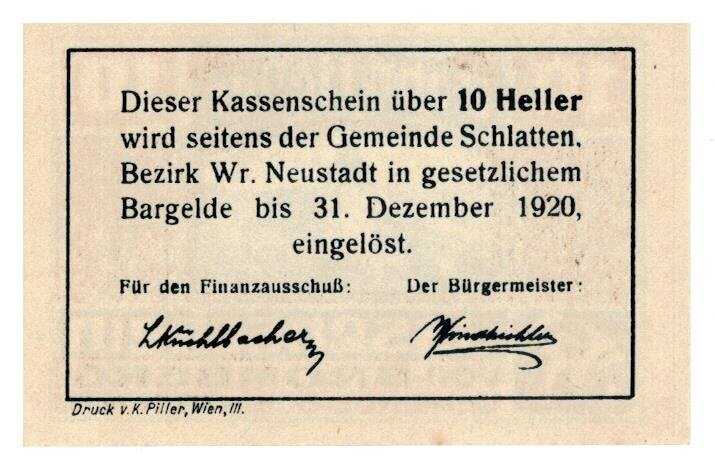 Dieser Kassenschein über 10 Heller
wird seitens der Gemeinde Schlatten,
Bezirk Wr. Neustadt in gesetzlichem
Bargelde bis 31. Dezember 1920,
eingelöst.
Für den Finanzausschuß: Der Bürgermeister:
Druck v. K. Piller, Wien, III.